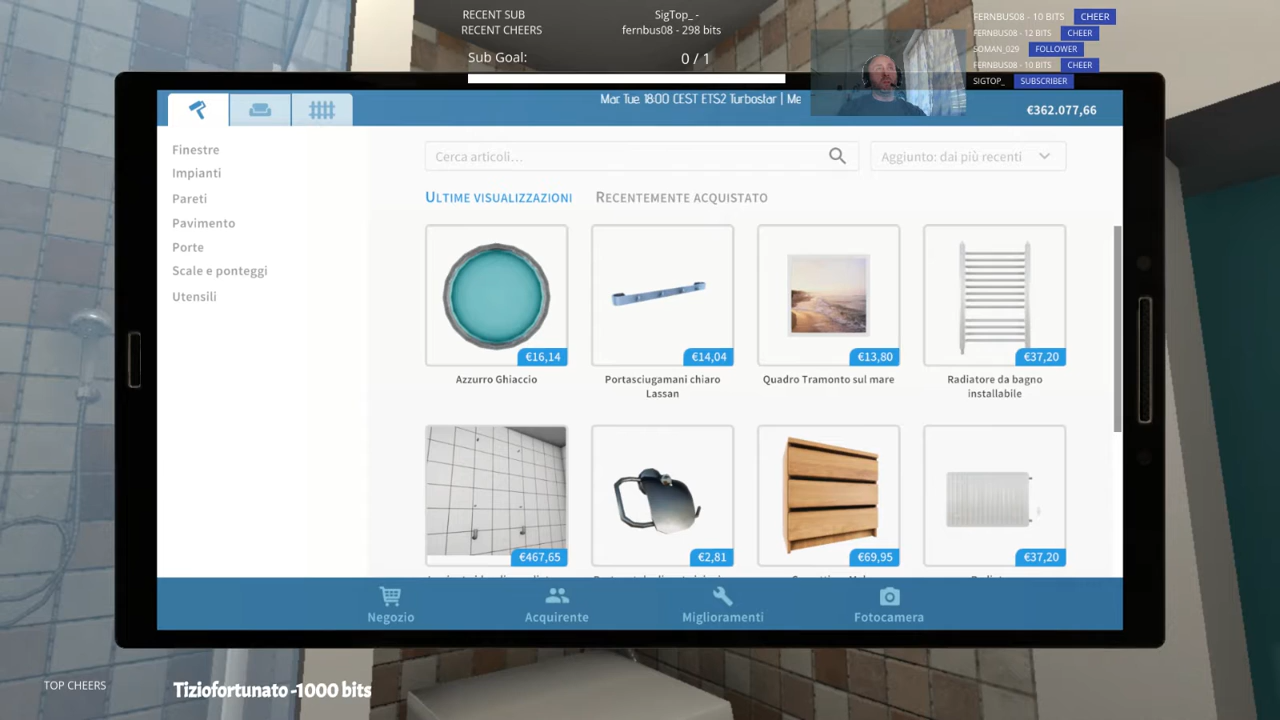 RECENT SUB
SigTop_ -
RECENT CHEERS
fernbus08 - 298 bits
Sub Goal:
0 / 1
FERNBUS08 - 10 BITS CHEER
FERNBUS08 - 12 BITS CHEER
SOMAN_029 FOLLOWER
FERNBUS08 - 10 BITS CHEER
SIGTOP_ SUBSCRIBER
Mar Tue. 18:00 CEST ETS2 Turbostar | Me
€362.077,66
Finestre
Impianti
Pareti
Pavimento
Porte
Scale e ponteggi
Utensili
Cerca articoli...
Aggiunto: dai più recenti
ULTIME VISUALIZZAZIONI
RECENTEMENTE ACQUISTATO
€16,14
€14,04
€13,80
€37,20
Azzurro Ghiaccio
Portasciugamani chiaro Lassan
Quadro Tramonto sul mare
Radiatore da bagno installabile
€467,65
€2,81
€69,95
€37,20
Negozio
Acquirente
Miglioramenti
Fotocamera
TOP CHEERS
Tiziofortunato -1000 bits